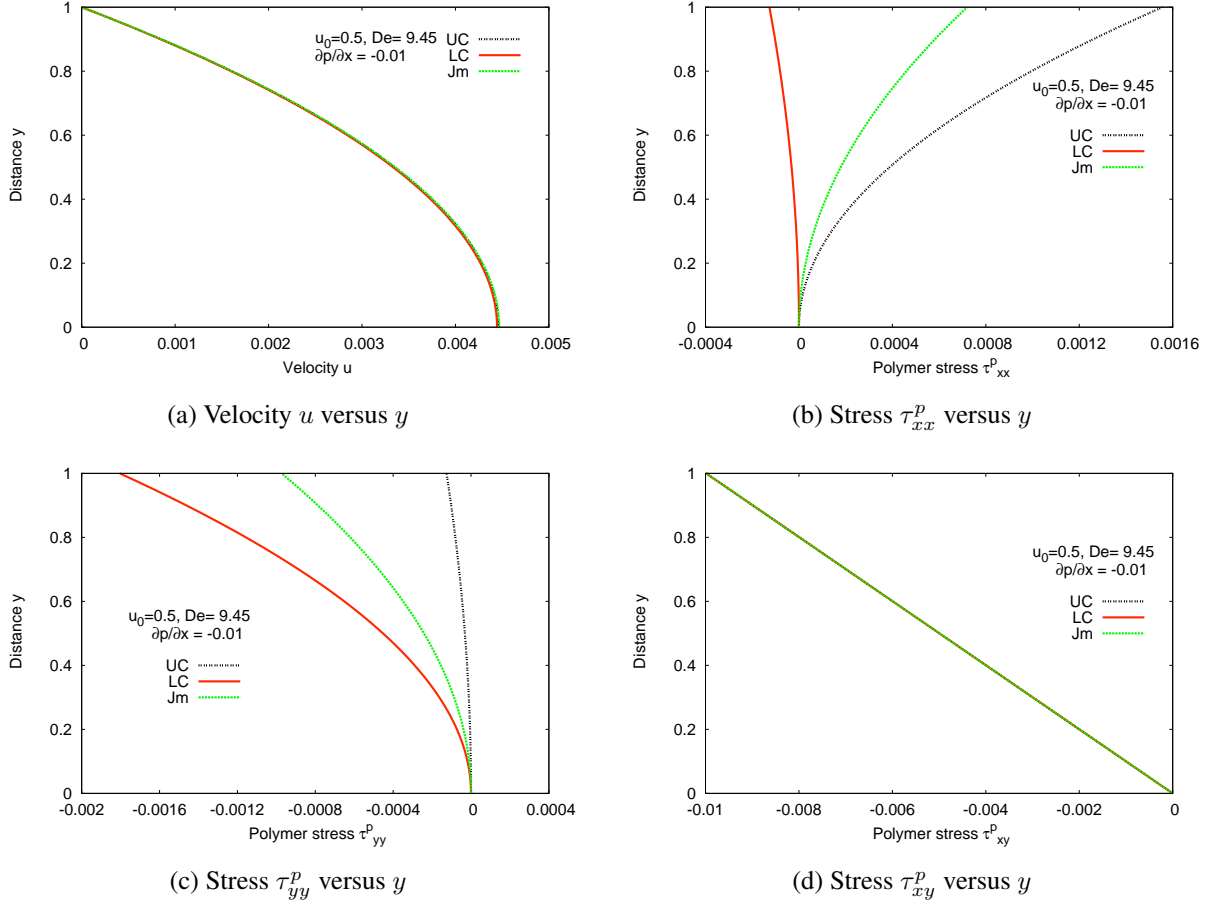 1
0.8
0.6
0.4
0.2
0
Distance y
u₀=0.5, De= 9.45
∂p/∂x = -0.01
UC
LC
Jm
0 0.001 0.002 0.003 0.004 0.005
Velocity u
(a) Velocity u versus y
1
0.8
0.6
0.4
0.2
0
Distance y
u₀=0.5, De= 9.45
∂p/∂x = -0.01
UC
LC
Jm
-0.0004 0 0.0004 0.0008 0.0012 0.0016
Polymer stress τᵖₓₓ
(b) Stress τᵖₓₓ versus y
1
0.8
0.6
0.4
0.2
0
Distance y
u₀=0.5, De= 9.45
∂p/∂x = -0.01
UC
LC
Jm
-0.002 -0.0016 -0.0012 -0.0008 -0.0004 0 0.0004
Polymer stress τ^p_yy
(c) Stress τ^p_yy versus y
1
0.8
0.6
0.4
0.2
0
Distance y
u₀=0.5, De= 9.45
∂p/∂x = -0.01
UC
LC
Jm
-0.01 -0.008 -0.006 -0.004 -0.002 0
Polymer stress τ^p_xy
(d) Stress τ^p_xy versus y